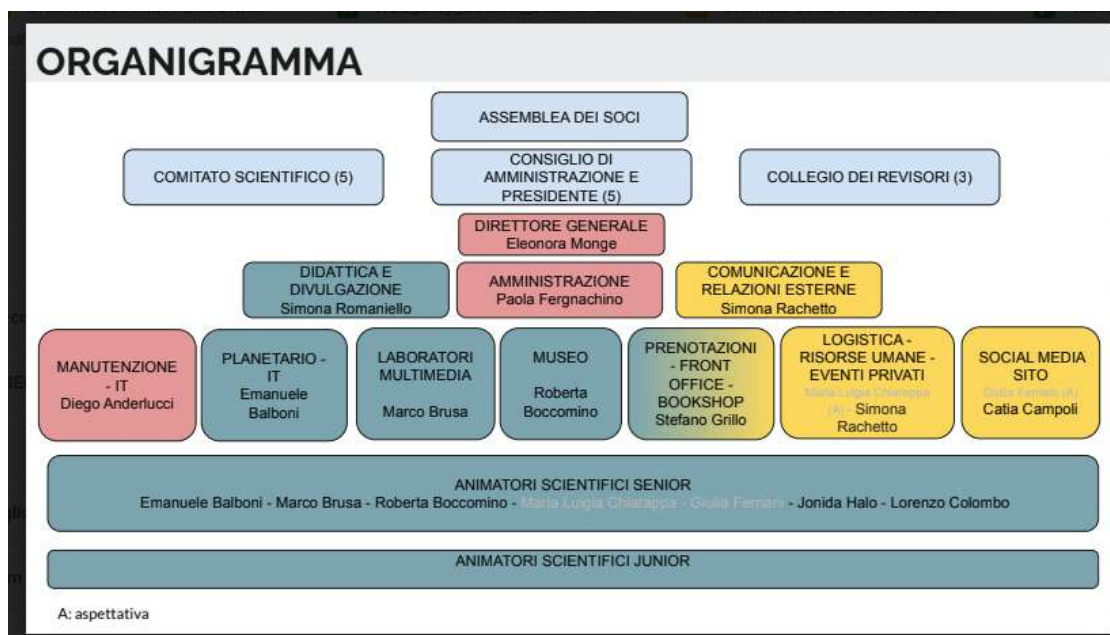 ORGANIGRAMMA
ASSEMBLEA DEI SOCI
COMITATO SCIENTIFICO (5)
CONSIGLIO DI
AMMINISTRAZIONE E
PRESIDENTE (5)
COLLEGIO DEI REVISORI (3)
DIRETTORE GENERALE
Eleonora Monge
DIDATTICA E
DIVULGAZIONE
Simona Romaniello
AMMINISTRAZIONE
Paola Fergnachino
COMUNICAZIONE E
RELAZIONI ESTERNE
Simona Rachetto
MANUTENZIONE
- IT
Diego Anderlucci
PLANETARIO -
IT
Emanuele
Balboni
LABORATORI
MULTIMEDIA
Marco Brusa
MUSEO
Roberta
Boccomino
PRENOTAZIONI
- FRONT
OFFICE -
BOOKSHOP
Stefano Grillo
LOGISTICA -
RISORSE UMANE -
EVENTI PRIVATI
Maria Luigia Chiarappa
(A) - Simona
Rachetto
SOCIAL MEDIA
SITO
Giulia (A)
Catia Campoli
ANIMATORI SCIENTIFICI SENIOR
Emanuele Balboni - Marco Brusa - Roberta Boccomino - Maria Luigia Chiarappa - Giulia - Jonida Halo - Lorenzo Colombo
ANIMATORI SCIENTIFICI JUNIOR
A: aspettativa